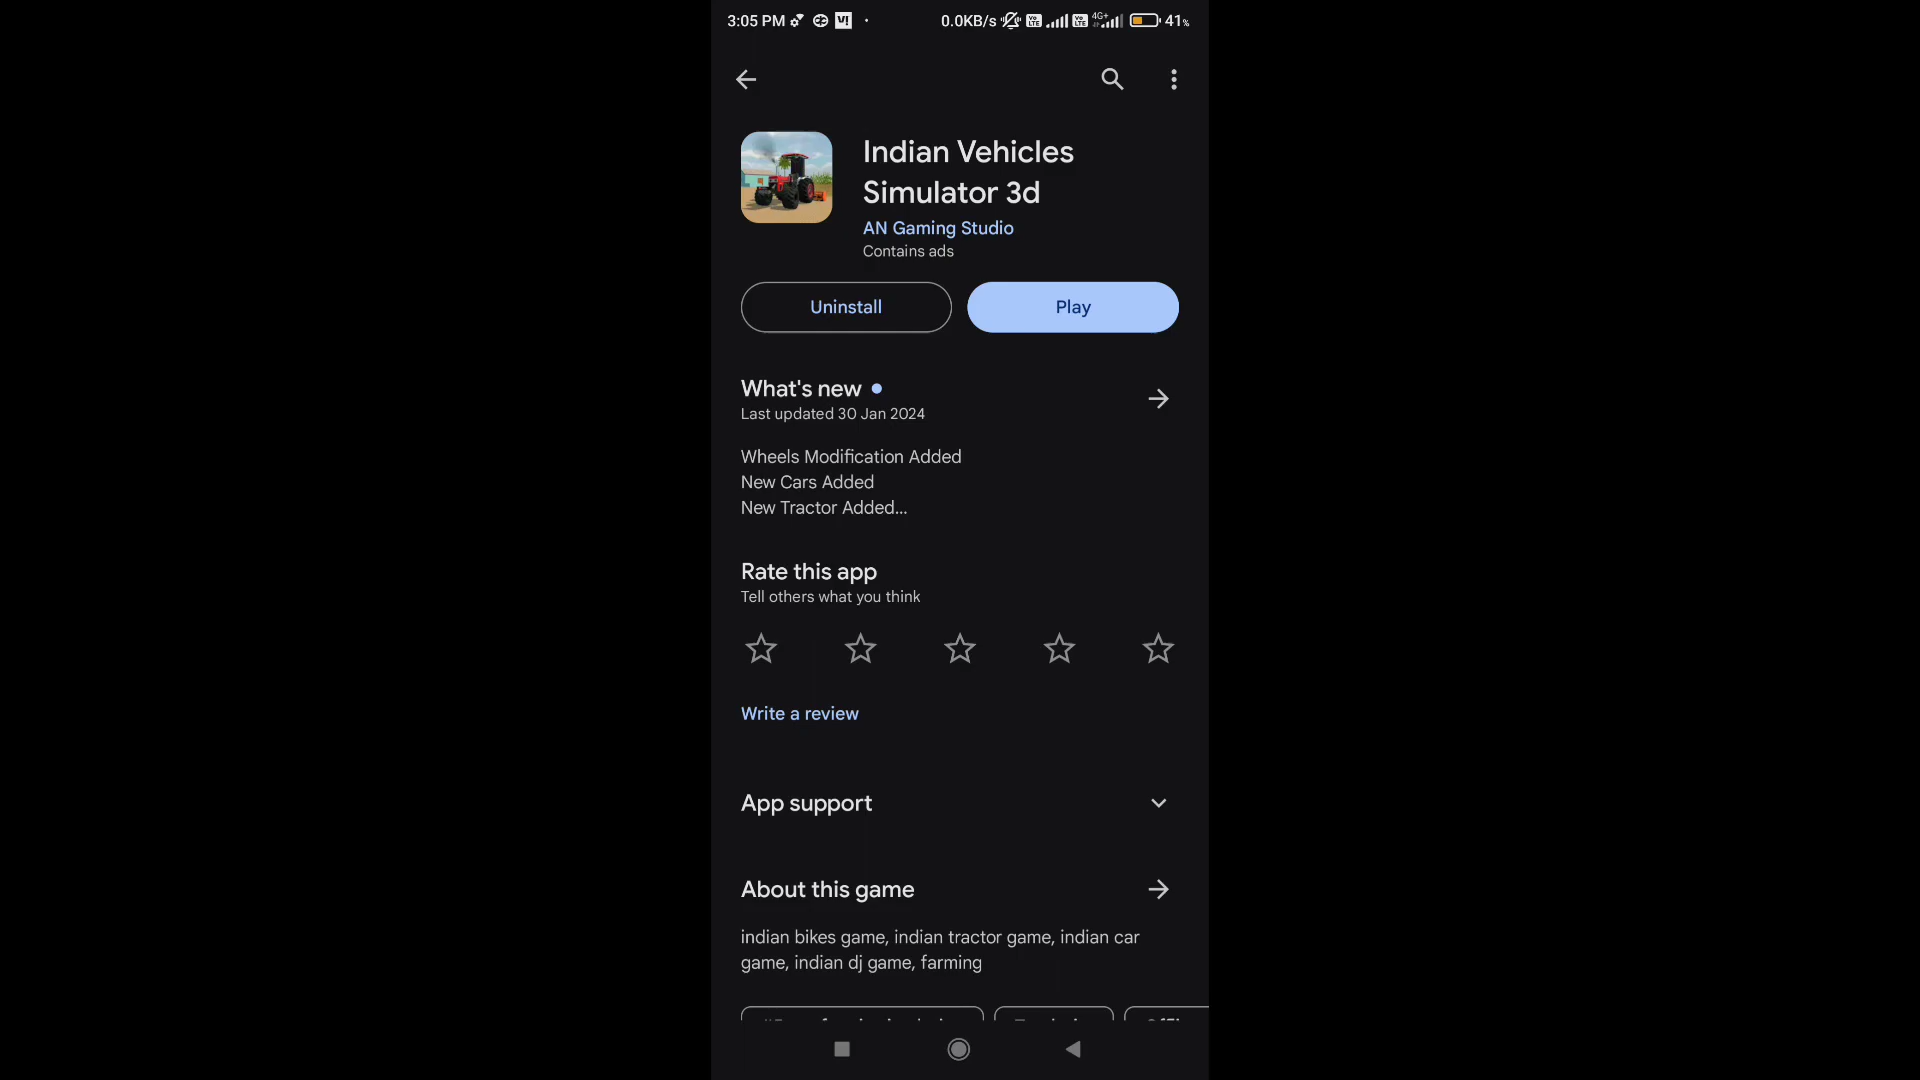 3:05 PM
0.0KB/s
4G+
41%
Indian Vehicles
Simulator 3d
AN Gaming Studio
Contains ads
Uninstall
Play
What's new
Last updated 30 Jan 2024
Wheels Modification Added
New Cars Added
New Tractor Added...
Rate this app
Tell others what you think
Write a review
App support
About this game
indian bikes game, indian tractor game, indian car
game, indian dj game, farming